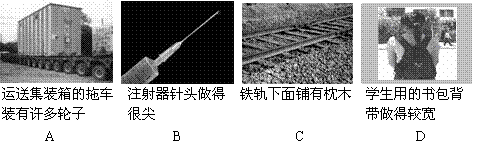 运送集装箱的拖车
装有许多轮子
A
注射器针头做得
很尖
B
铁轨下面铺有枕木
C
学生用的书包背
带做得较宽
D